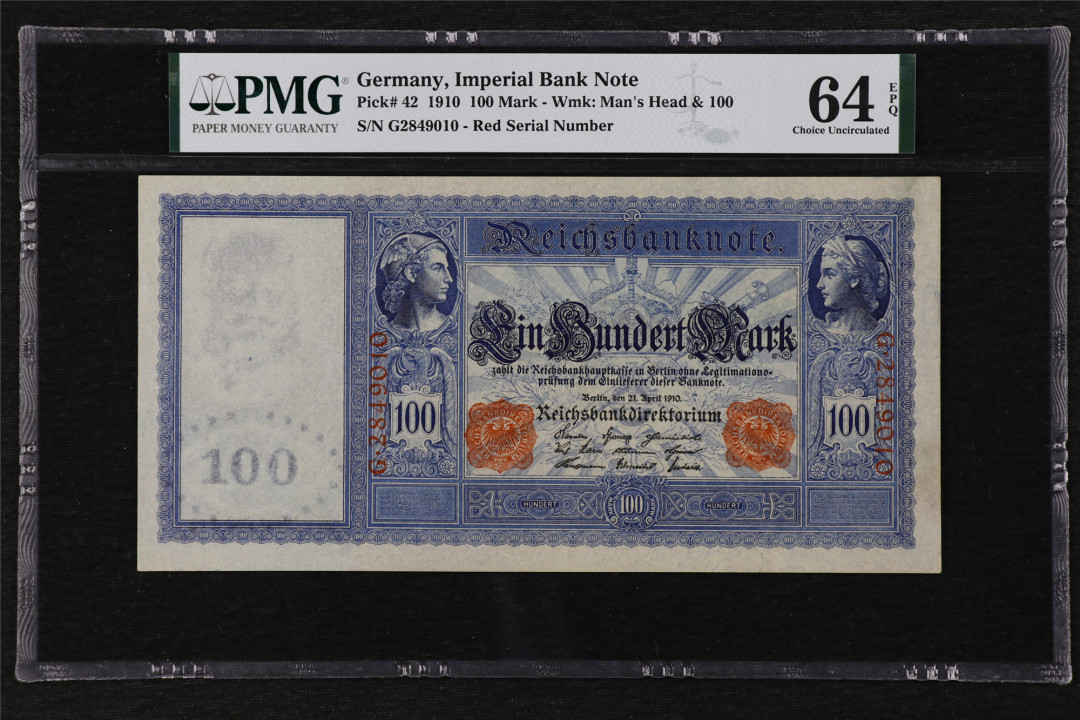 PMG®
PAPER MONEY GUARANTY
Germany, Imperial Bank Note
Pick# 42 1910 100 Mark - Wmk: Man's Head & 100
S/N G2849010 - Red Serial Number
64
EPQ
Choice Uncirculated
Reichsbanknote.
Ein Hundert Mark
zahlt die Reichsbankhauptkasse in Berlin ohne Legitimations-
prüfung dem Einlieferer dieser Banknote.
Berlin, den 21. April 1910.
Reichsbankdirektorium
G·2849010
G·2849010
100
100
100
HUNDERT
100
HUNDERT